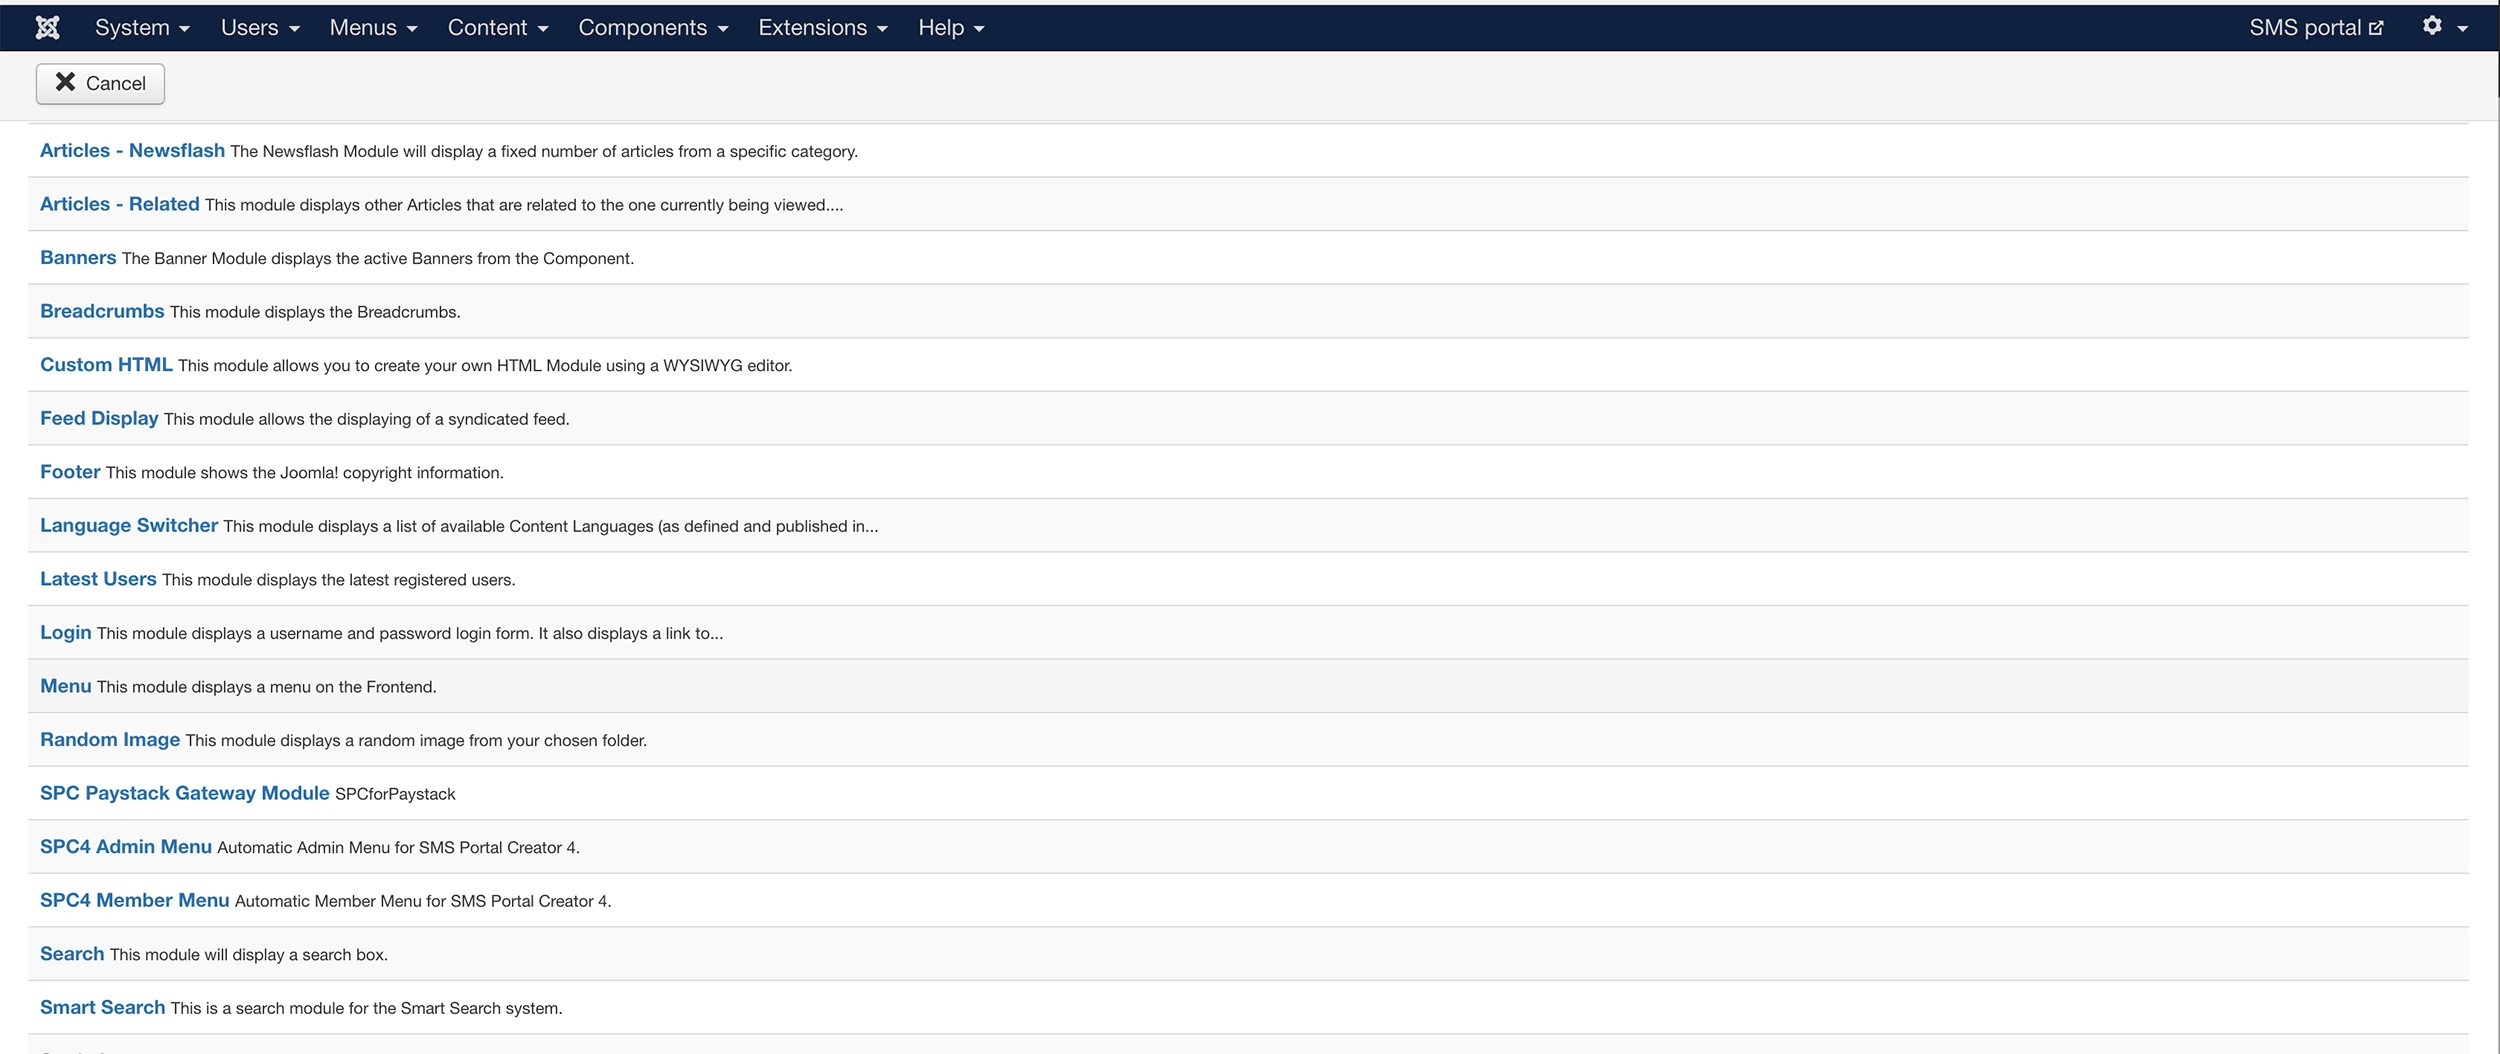 System Users Menus Content Components Extensions Help SMS portal
Cancel
Articles - Newsflash The Newsflash Module will display a fixed number of articles from a specific category.
Articles - Related This module displays other Articles that are related to the one currently being viewed....
Banners The Banner Module displays the active Banners from the Component.
Breadcrumbs This module displays the Breadcrumbs.
Custom HTML This module allows you to create your own HTML Module using a WYSIWYG editor.
Feed Display This module allows the displaying of a syndicated feed.
Footer This module shows the Joomla! copyright information.
Language Switcher This module displays a list of available Content Languages (as defined and published in...
Latest Users This module displays the latest registered users.
Login This module displays a username and password login form. It also displays a link to...
Menu This module displays a menu on the Frontend.
Random Image This module displays a random image from your chosen folder.
SPC Paystack Gateway Module SPCforPaystack
SPC4 Admin Menu Automatic Admin Menu for SMS Portal Creator 4.
SPC4 Member Menu Automatic Member Menu for SMS Portal Creator 4.
Search This module will display a search box.
Smart Search This is a search module for the Smart Search system.